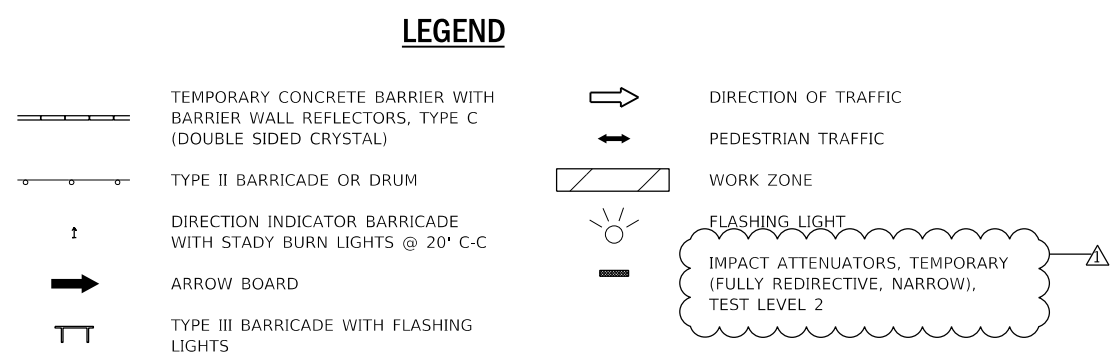 LEGEND
TEMPORARY CONCRETE BARRIER WITH
BARRIER WALL REFLECTORS, TYPE C
(DOUBLE SIDED CRYSTAL)
TYPE II BARRICADE OR DRUM
DIRECTION INDICATOR BARRICADE
WITH STADY BURN LIGHTS @ 20' C-C
ARROW BOARD
TYPE III BARRICADE WITH FLASHING
LIGHTS
DIRECTION OF TRAFFIC
PEDESTRIAN TRAFFIC
WORK ZONE
FLASHING LIGHT
IMPACT ATTENUATORS, TEMPORARY
(FULLY REDIRECTIVE, NARROW),
TEST LEVEL 2
1